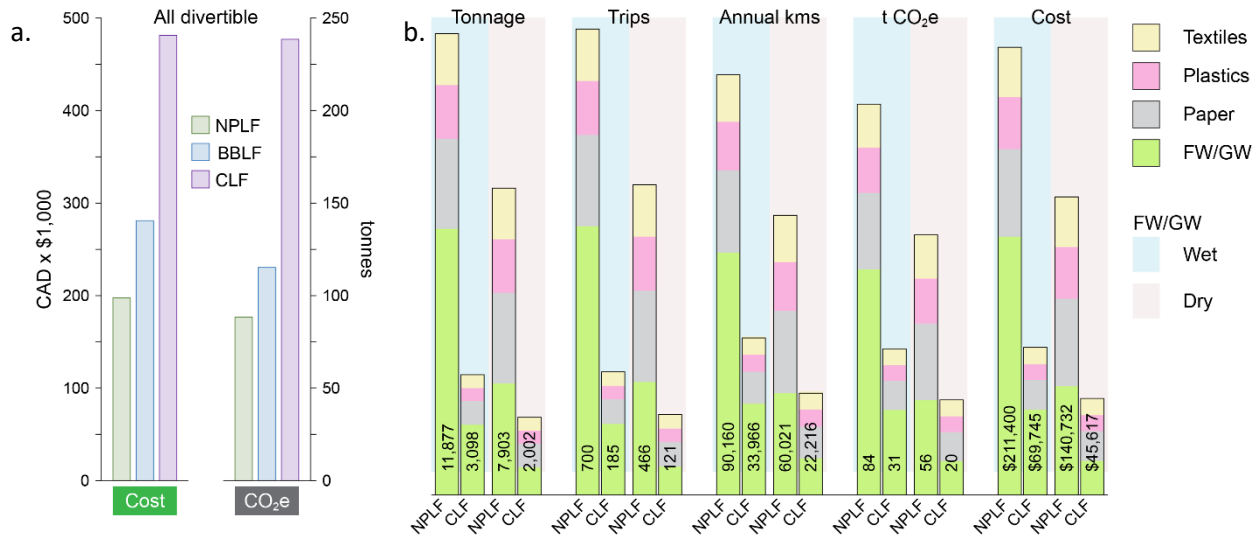 a.
All divertible
500
400
300
200
100
0
CAD x $1,000
250
200
150
100
50
0
tonnes
NPLF
BBLF
CLF
Cost
CO₂e
b.
Tonnage
Trips
Annual kms
t CO₂e
Cost
11,877
3,098
7,903
2,002
700
185
466
121
90,160
33,966
60,021
22,216
84
31
56
20
$211,400
$69,745
$140,732
$45,617
NPLF
CLF
NPLF
CLF
NPLF
CLF
NPLF
CLF
NPLF
CLF
NPLF
CLF
NPLF
CLF
NPLF
CLF
NPLF
CLF
NPLF
CLF
Textiles
Plastics
Paper
FW/GW
FW/GW
Wet
Dry